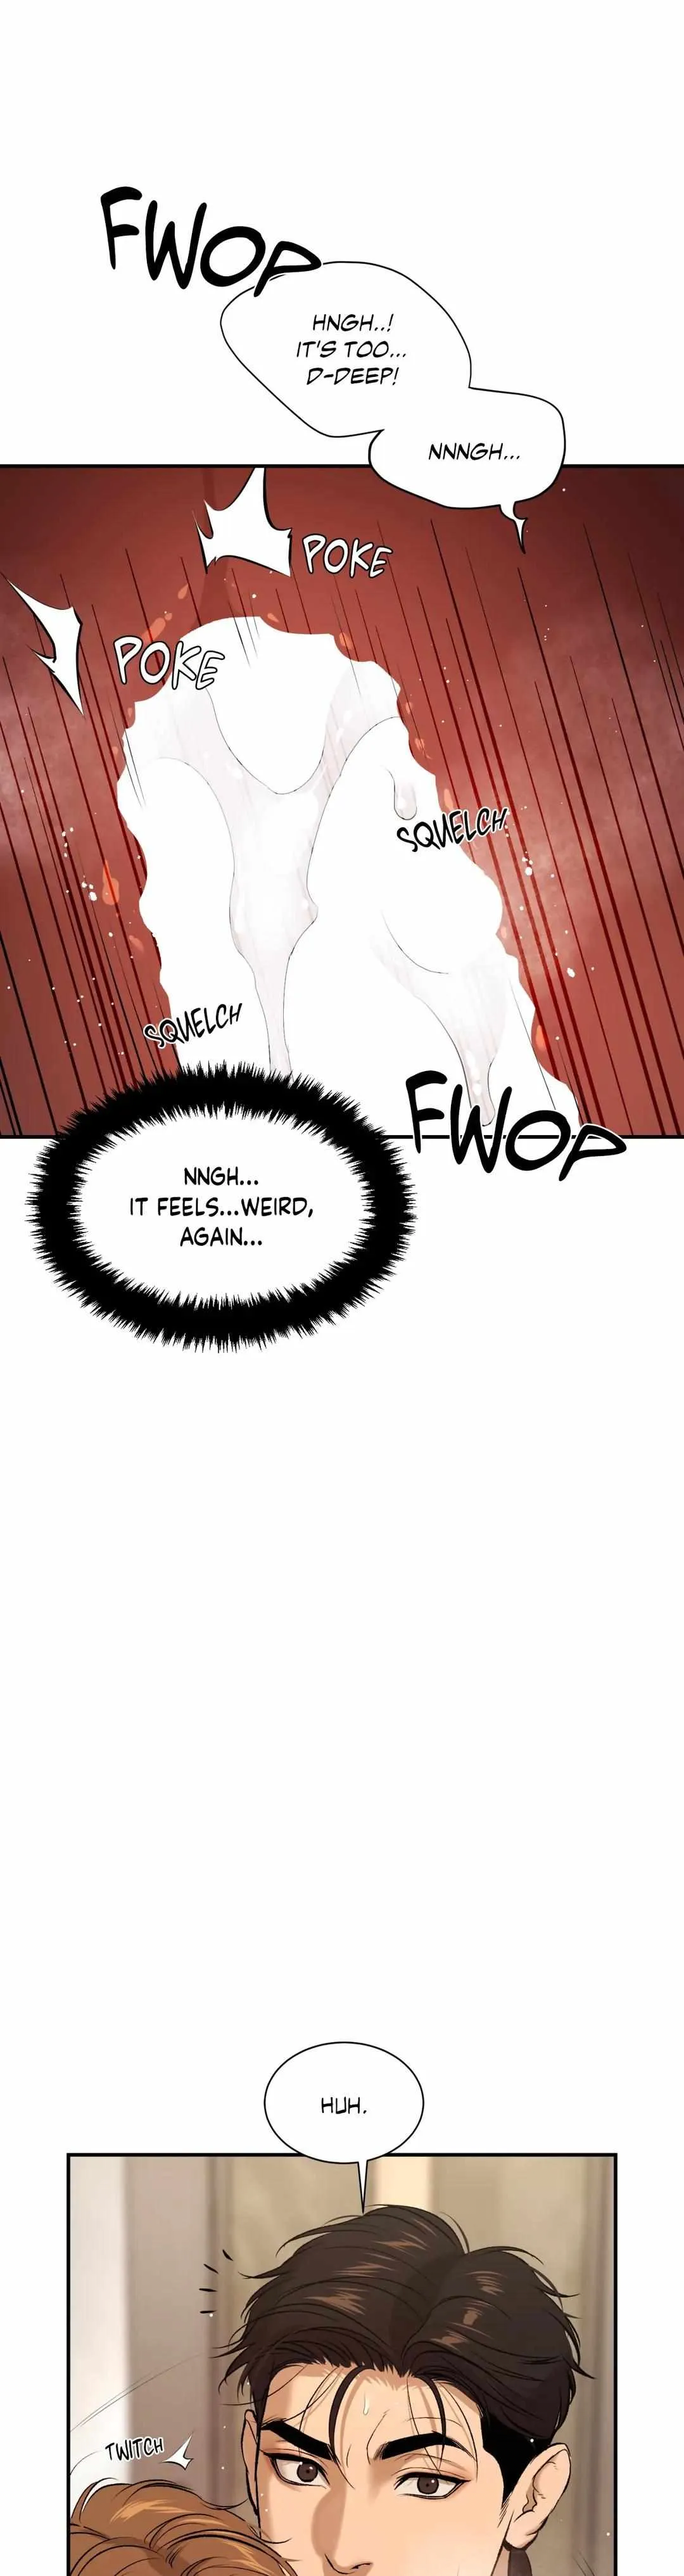 FWOP
HNGH..!
IT'S TOO...
D-DEEP!
NNNGH...
POKE
POKE
SQUELCH
SQUELCH
FWOP
NNGH...
IT FEELS...WEIRD,
AGAIN...
HUH.
TWITCH